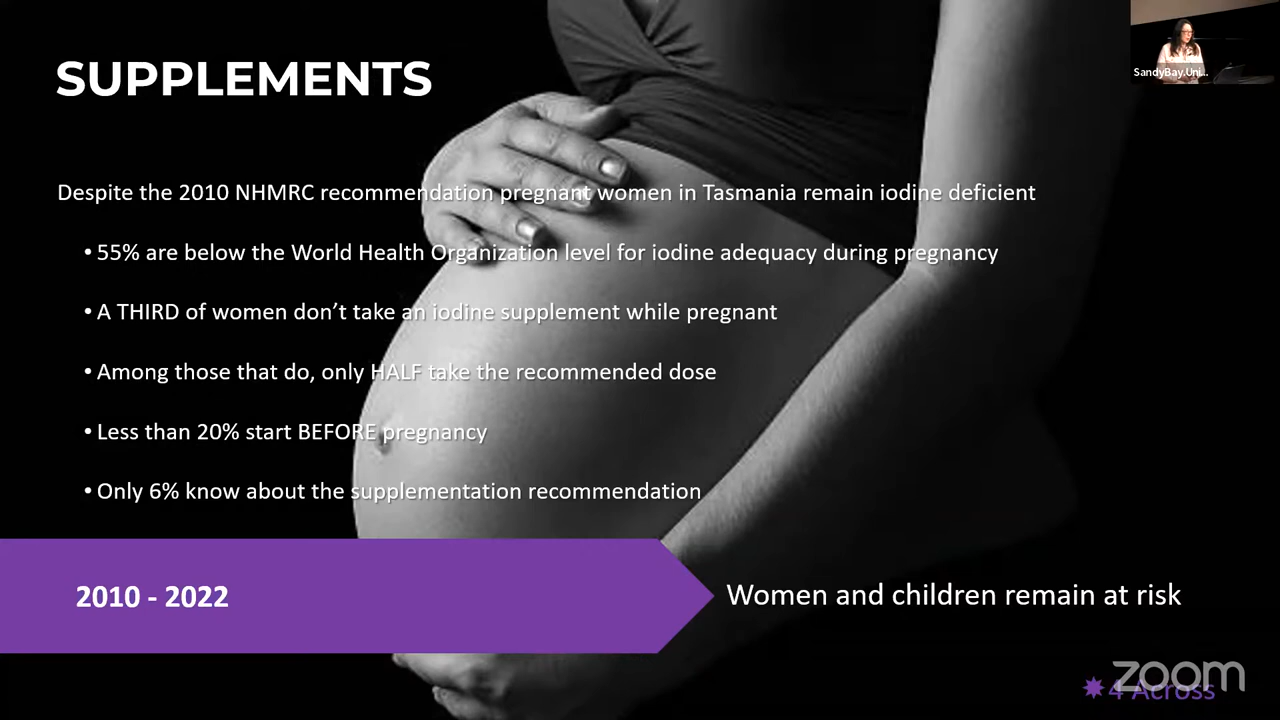 SandyBay.Uni...
SUPPLEMENTS
Despite the 2010 NHMRC recommendation pregnant women in Tasmania remain iodine deficient
• 55% are below the World Health Organization level for iodine adequacy during pregnancy
• A THIRD of women don’t take an iodine supplement while pregnant
• Among those that do, only HALF take the recommended dose
• Less than 20% start BEFORE pregnancy
• Only 6% know about the supplementation recommendation
2010 - 2022
Women and children remain at risk
zoom
4 Across